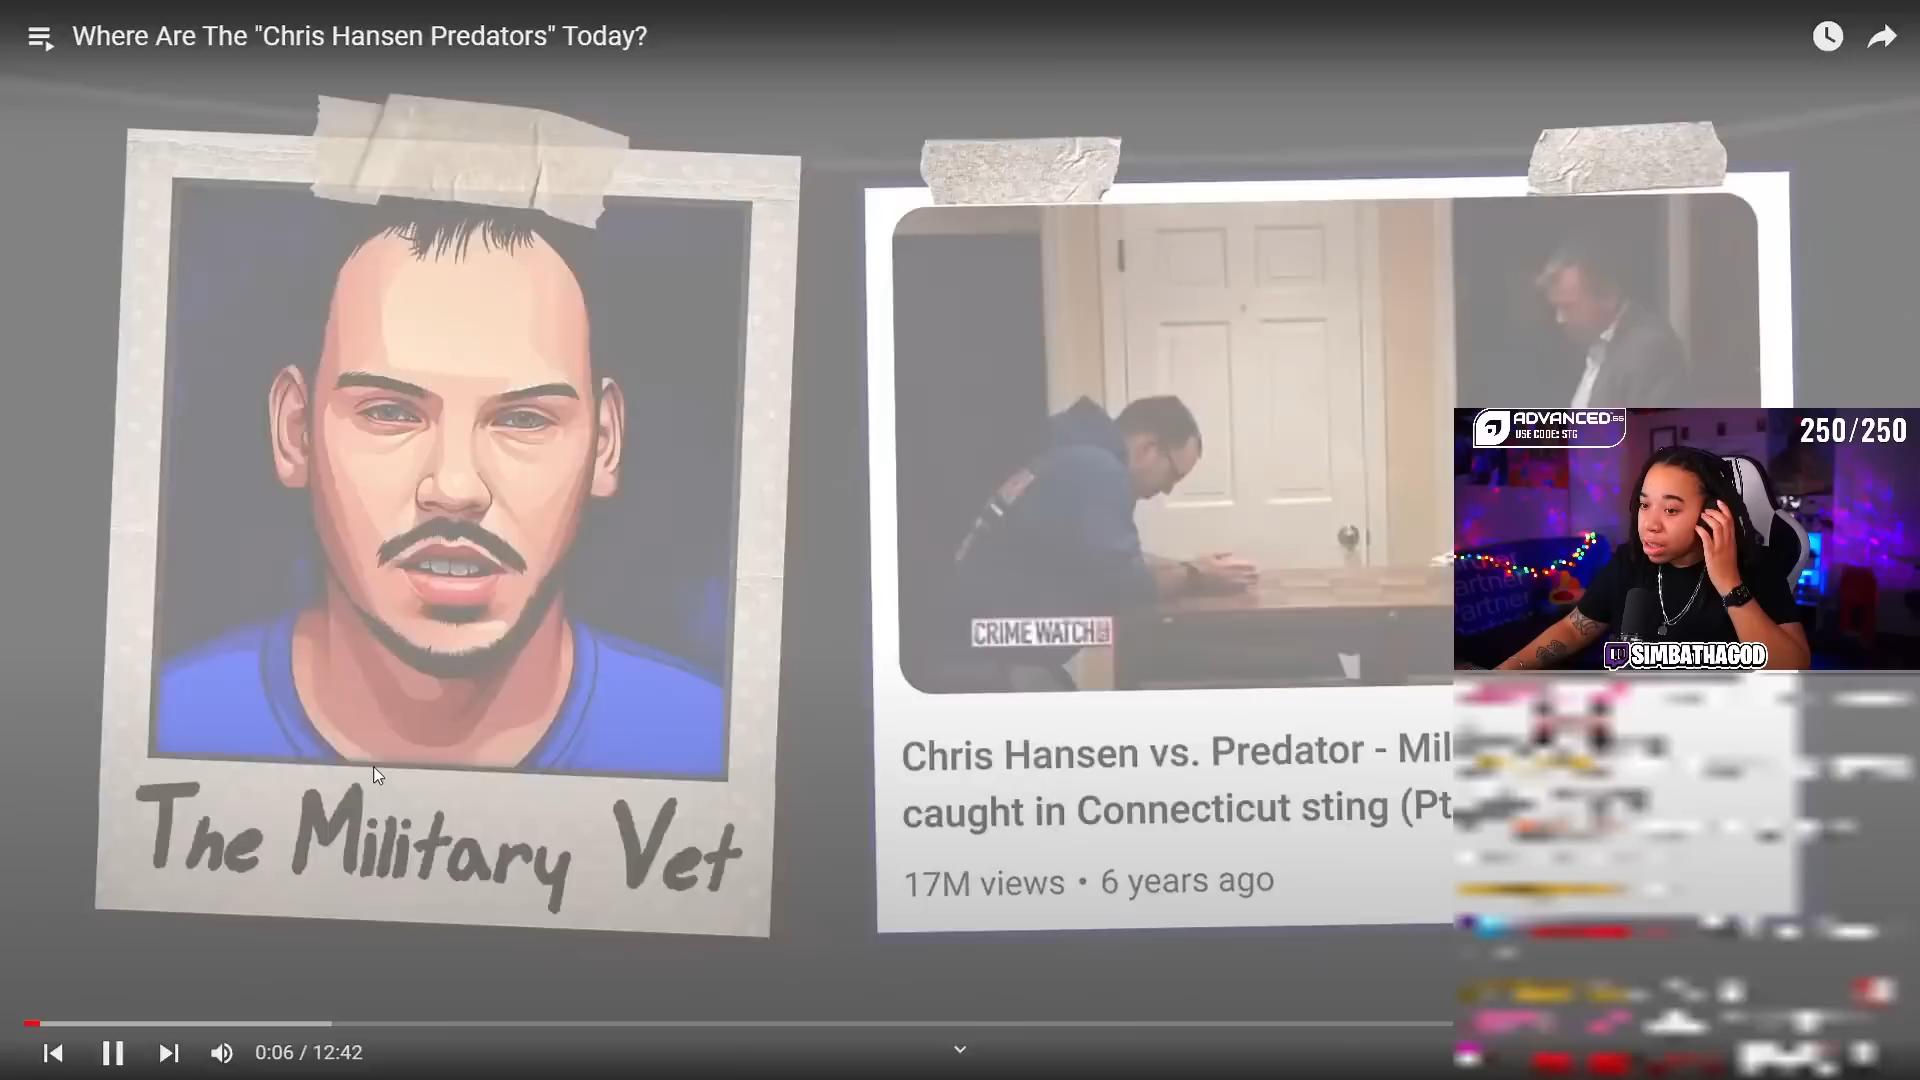 Where Are The "Chris Hansen Predators" Today?
ADVANCED.GG
USE CODE: STG
250/250
CRIME WATCH
SIMBATHAGOD
The Military Vet
Chris Hansen vs. Predator - Mil
caught in Connecticut sting (Pt
17M views • 6 years ago
0:06 / 12:42